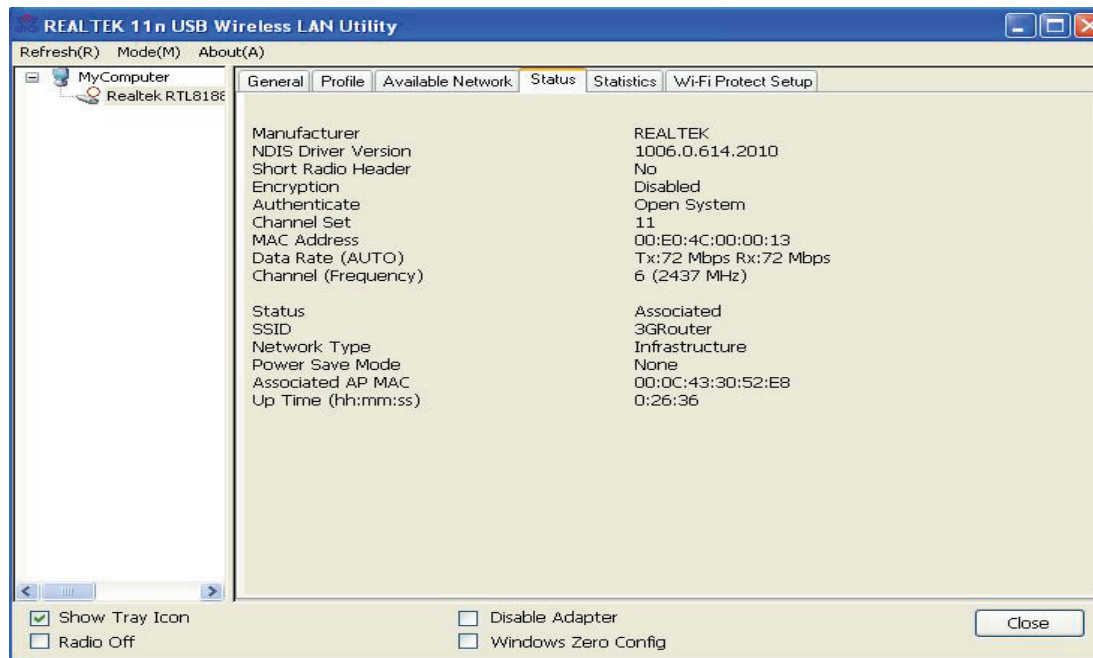 REALTEK 11n USB Wireless LAN Utility
Refresh(R) Mode(M) About(A)
MyComputer
Realtek RTL8188
General Profile Available Network Status Statistics Wi-Fi Protect Setup
Manufacturer REALTEK
NDIS Driver Version 1006.0.614.2010
Short Radio Header No
Encryption Disabled
Authenticate Open System
Channel Set 11
MAC Address 00:E0:4C:00:00:13
Data Rate (AUTO) Tx:72 Mbps Rx:72 Mbps
Channel (Frequency) 6 (2437 MHz)
Status Associated
SSID 3GRouter
Network Type Infrastructure
Power Save Mode None
Associated AP MAC 00:0C:43:30:52:E8
Up Time (hh:mm:ss) 0:26:36
Show Tray Icon Disable Adapter Close
Radio Off Windows Zero Config